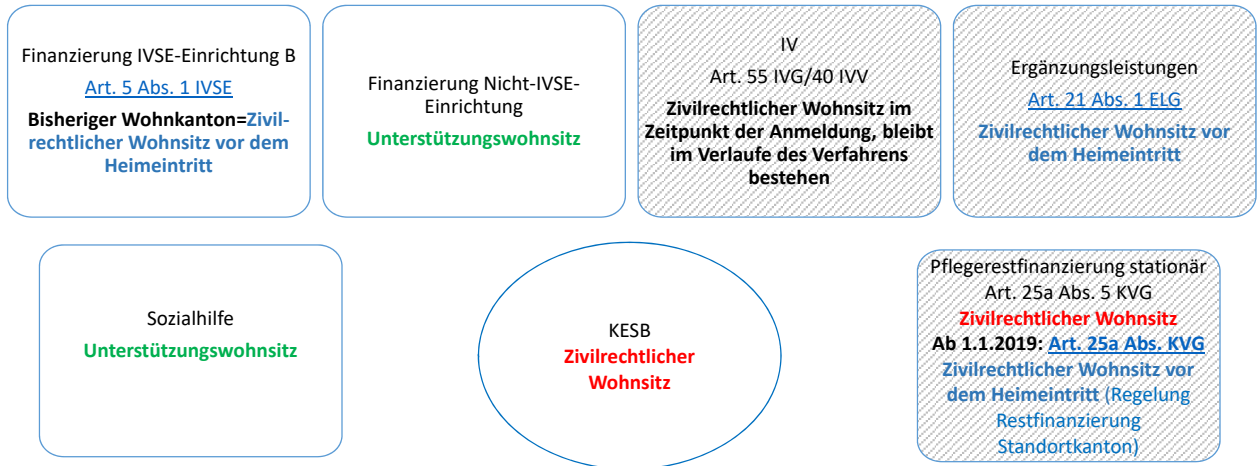 Finanzierung IVSE-Einrichtung B
Art. 5 Abs. 1 IVSE
Bisheriger Wohnkanton=Zivil-
rechtlicher Wohnsitz vor dem
Heimeintritt
Finanzierung Nicht-IVSE-
Einrichtung
Unterstützungswohnsitz
IV
Art. 55 IVG/40 IVV
Zivilrechtlicher Wohnsitz im
Zeitpunkt der Anmeldung, bleibt
im Verlaufe des Verfahrens
bestehen
Ergänzungsleistungen
Art. 21 Abs. 1 ELG
Zivilrechtlicher Wohnsitz vor
dem Heimeintritt
Sozialhilfe
Unterstützungswohnsitz
KESB
Zivilrechtlicher
Wohnsitz
Pflegerestfinanzierung stationär
Art. 25a Abs. 5 KVG
Zivilrechtlicher Wohnsitz
Ab 1.1.2019: Art. 25a Abs. KVG
Zivilrechtlicher Wohnsitz vor
dem Heimeintritt (Regelung
Restfinanzierung
Standortkanton)